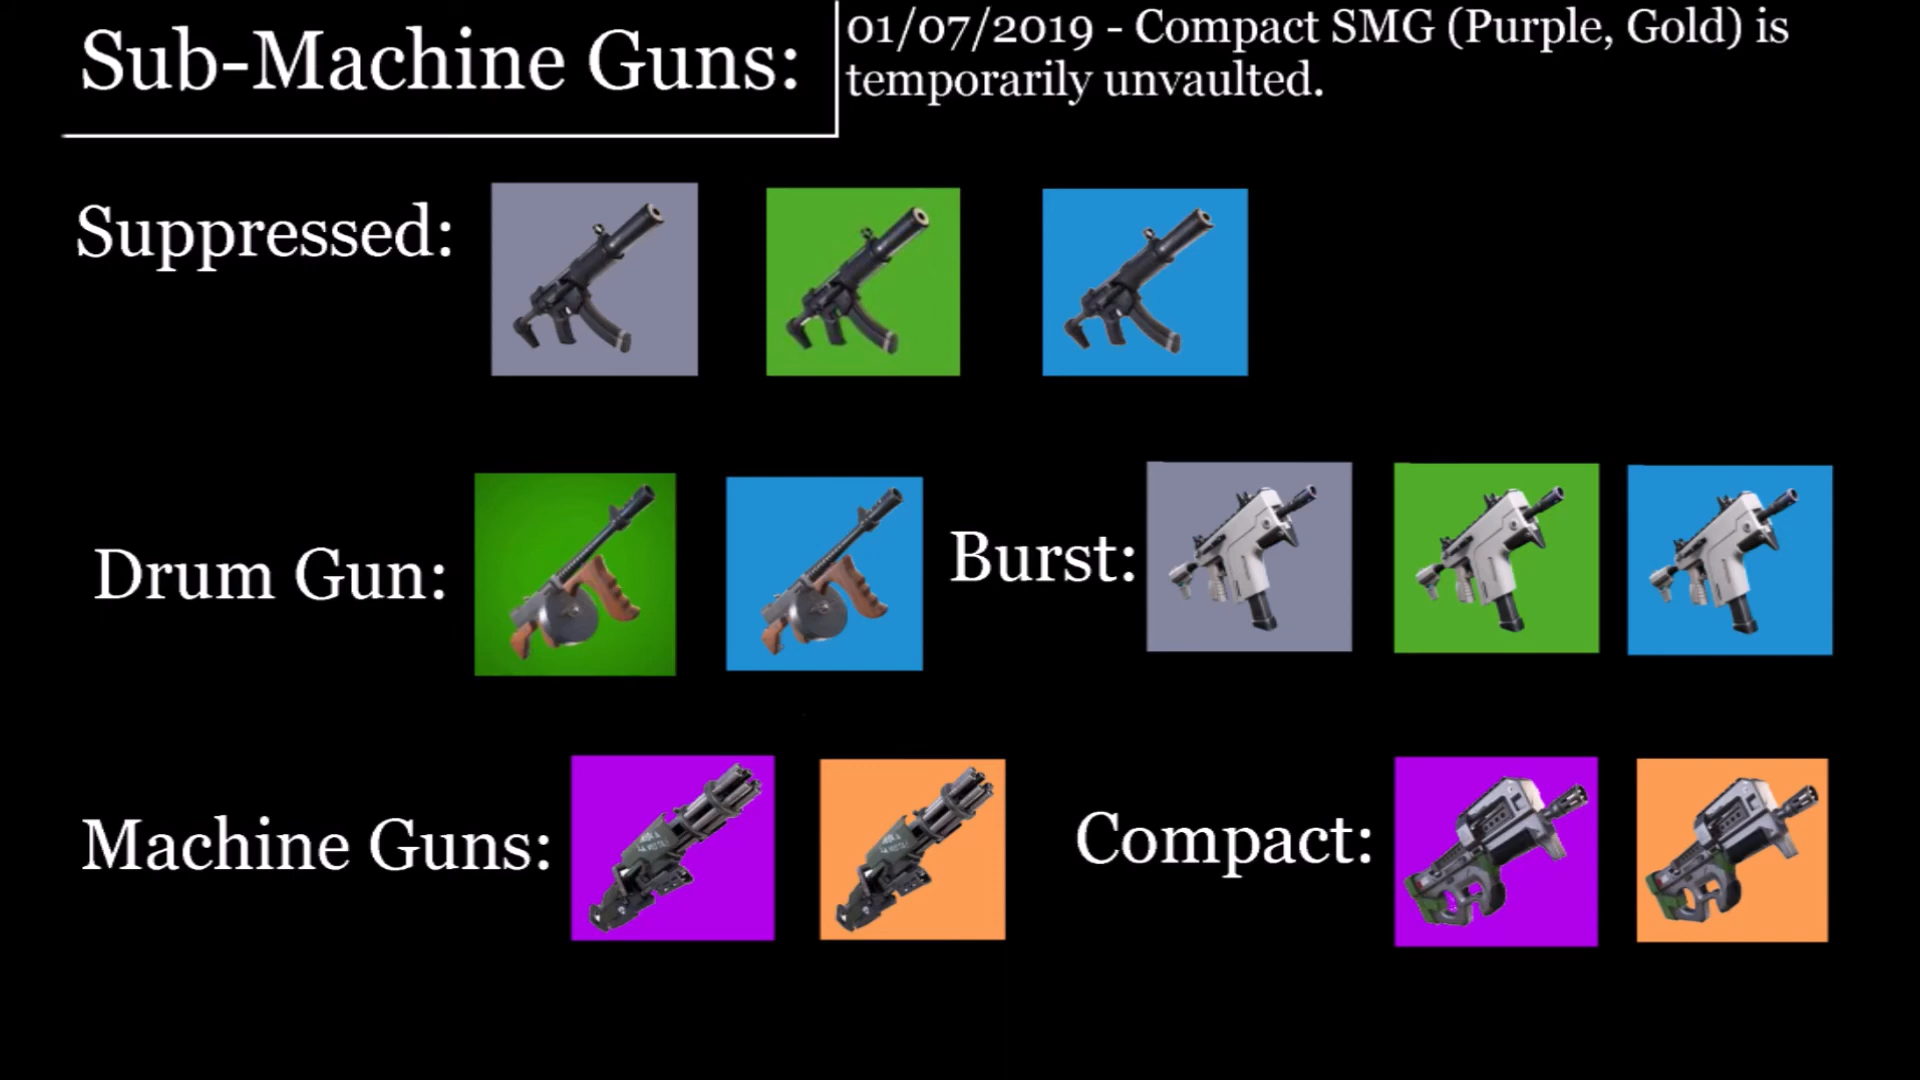 Sub-Machine Guns:
01/07/2019 - Compact SMG (Purple, Gold) is
temporarily unvaulted.
Suppressed:
Drum Gun:
Burst:
Machine Guns:
Compact: